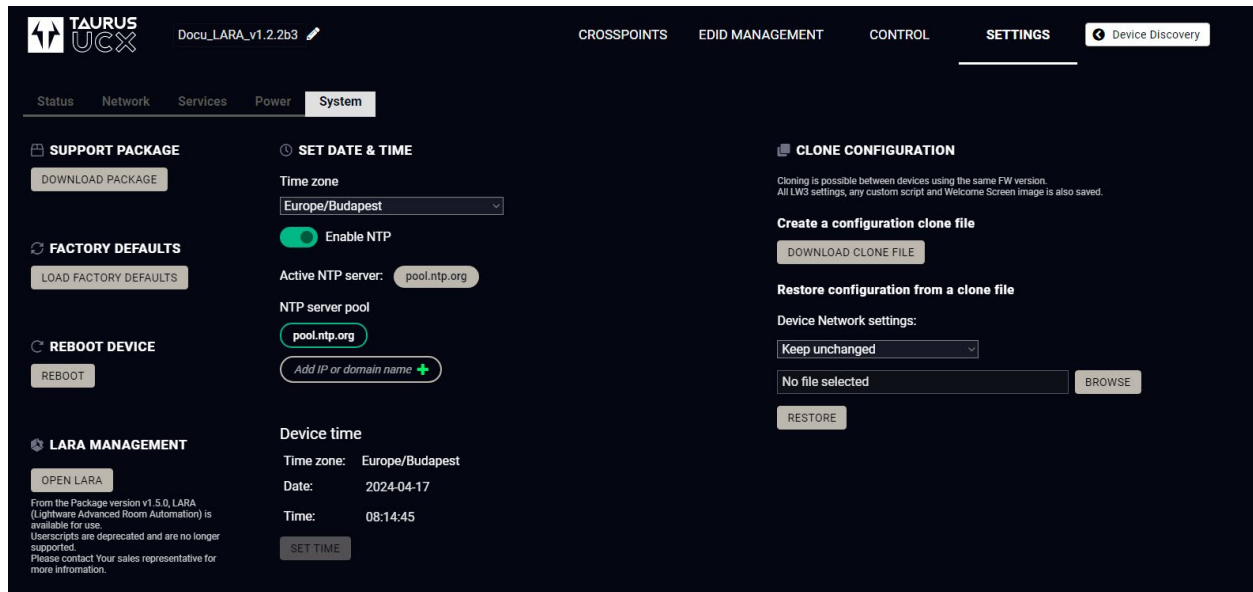 TAURUS
UCX
Docu_LARA_v1.2.2b3
CROSSPOINTS
EDID MANAGEMENT
CONTROL
SETTINGS
Device Discovery
Status
Network
Services
Power
System
SUPPORT PACKAGE
DOWNLOAD PACKAGE
FACTORY DEFAULTS
LOAD FACTORY DEFAULTS
REBOOT DEVICE
REBOOT
LARA MANAGEMENT
OPEN LARA
From the Package version v1.5.0, LARA
(Lightware Advanced Room Automation) is
available for use.
Userscripts are deprecated and are no longer
supported.
Please contact Your sales representative for
more infromation.
SET DATE & TIME
Time zone
Europe/Budapest
Enable NTP
Active NTP server: pool.ntp.org
NTP server pool
pool.ntp.org
Add IP or domain name
Device time
Time zone: Europe/Budapest
Date: 2024-04-17
Time: 08:14:45
SET TIME
CLONE CONFIGURATION
Cloning is possible between devices using the same FW version.
All LW3 settings, any custom script and Welcome Screen image is also saved.
Create a configuration clone file
DOWNLOAD CLONE FILE
Restore configuration from a clone file
Device Network settings:
Keep unchanged
No file selected
BROWSE
RESTORE